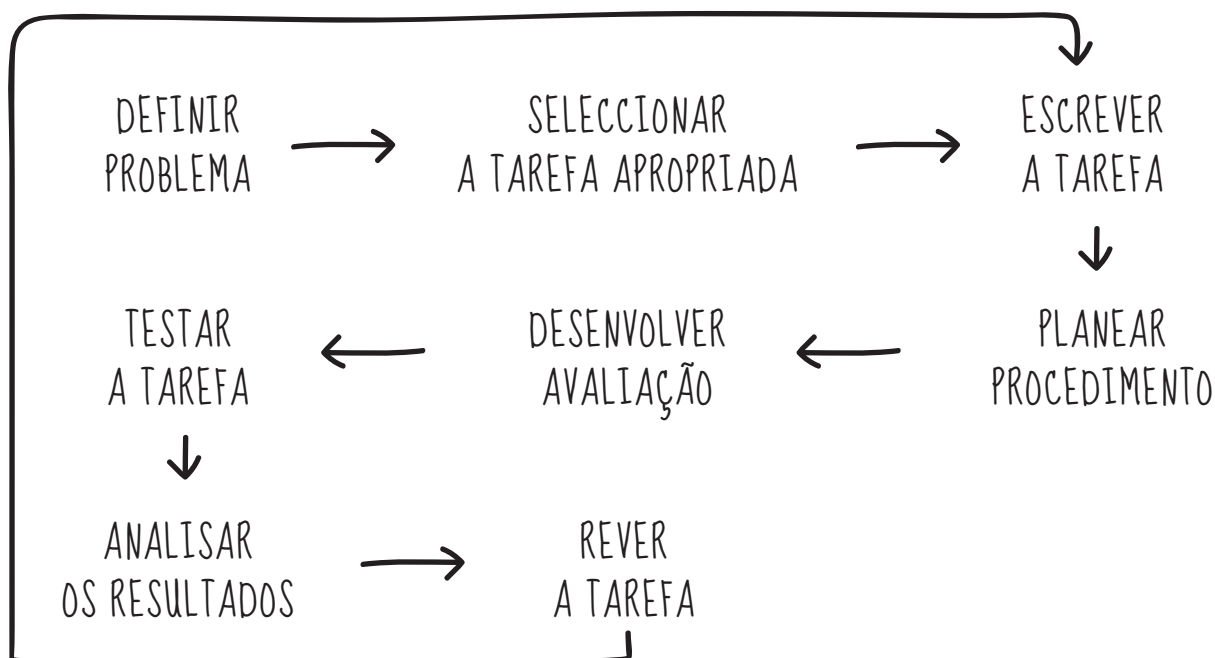 DEFINIR
PROBLEMA
SELECCIONAR
A TAREFA APROPRIADA
ESCREVER
A TAREFA
PLANEAR
PROCEDIMENTO
DESENVOLVER
AVALIAÇÃO
TESTAR
A TAREFA
ANALISAR
OS RESULTADOS
REVER
A TAREFA